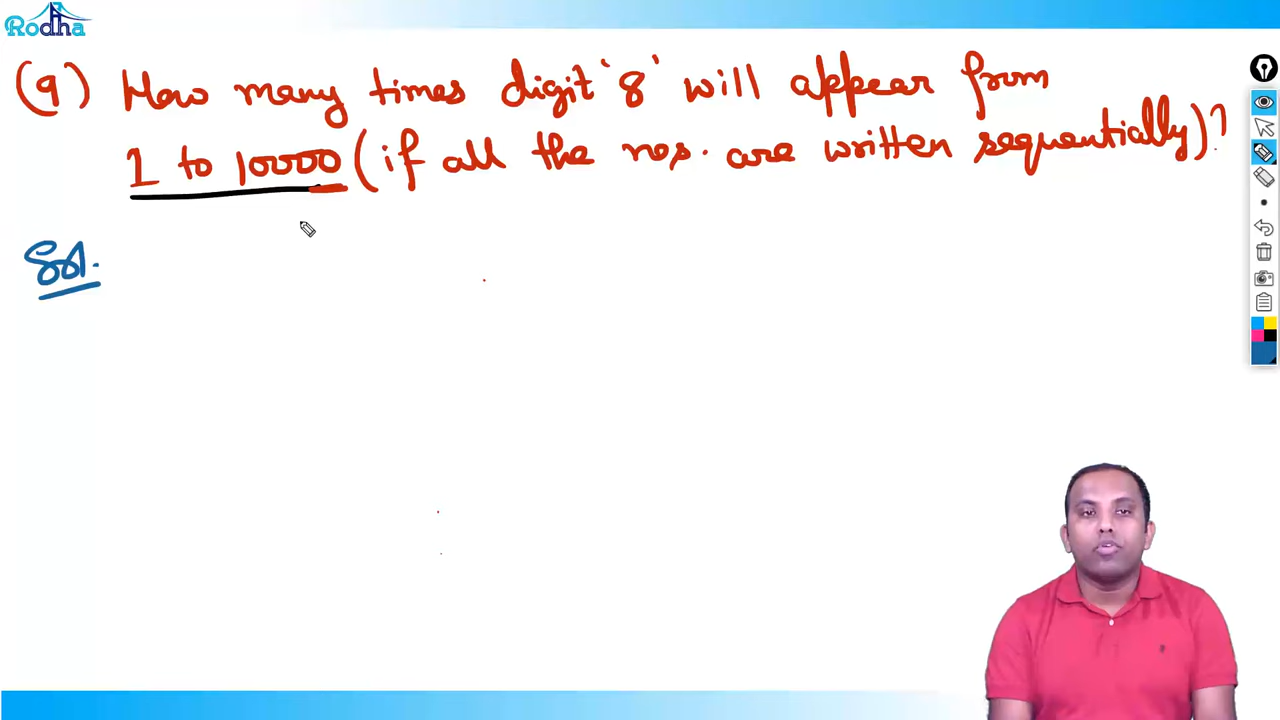 Rodha
(9) How many times digit '8' will appear from
1 to 10000 (if all the nos. are written sequentially)?
Sol.